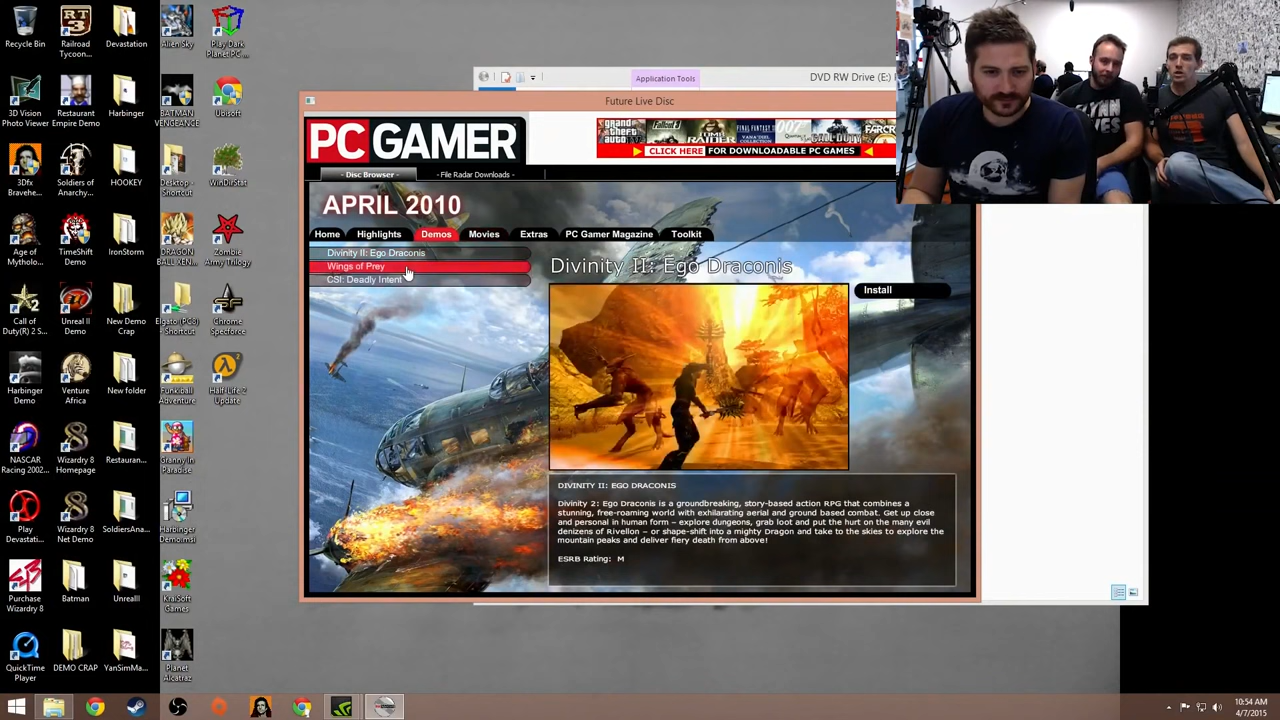 Recycle Bin
Railroad Tycoon...
Devastation
Alien Sky
Play Dark Planet PC...
3D Vision Photo Viewer
Restaurant Empire Demo
Harbinger
BATMAN VENGEANCE
Ubisoft
3Dfx Bravehe...
Soldiers of Anarchy...
HOOKEY
Desktop - Shortcut
WinDirStat
Age of Mytholo...
TimeShift Demo
IronStorm
DRAGON BALL XEN...
Zombie Army Trilogy
Call of Duty(R) 2 S...
Unreal II Demo
New Demo Crap
Elgato (PC8) - Shortcut
Chrome Specforce
Harbinger Demo
Venture Africa
New folder
Funkiball Adventure
Half-Life 2 Update
NASCAR Racing 2002...
Wizardry 8 Homepage
Restauran...
Granny In Paradise
Play Devastati...
Wizardry 8 Net Demo
SoldiersAna...
Harbinger Demo.msi
Purchase Wizardry 8
Batman
UnrealII
KraiSoft Games
QuickTime Player
DEMO CRAP
YanSimMa...
Planet Alcatraz
Application Tools
DVD RW Drive (E:)
Future Live Disc
PC GAMER
CLICK HERE FOR DOWNLOADABLE PC GAMES
- Disc Browser -
- File Radar Downloads -
APRIL 2010
Home
Highlights
Demos
Movies
Extras
PC Gamer Magazine
Toolkit
Divinity II: Ego Draconis
Wings of Prey
CSI: Deadly Intent
Divinity II: Ego Draconis
Install
DIVINITY II: EGO DRACONIS
Divinity 2: Ego Draconis is a groundbreaking, story-based action RPG that combines a
stunning, free-roaming world with exhilarating aerial and ground based combat. Get up close
and personal in human form – explore dungeons, grab loot and put the hurt on the many evil
denizens of Rivellon – or shape-shift into a mighty Dragon and take to the skies to explore the
mountain peaks and deliver fiery death from above!
ESRB Rating: M
10:54 AM
4/7/2015